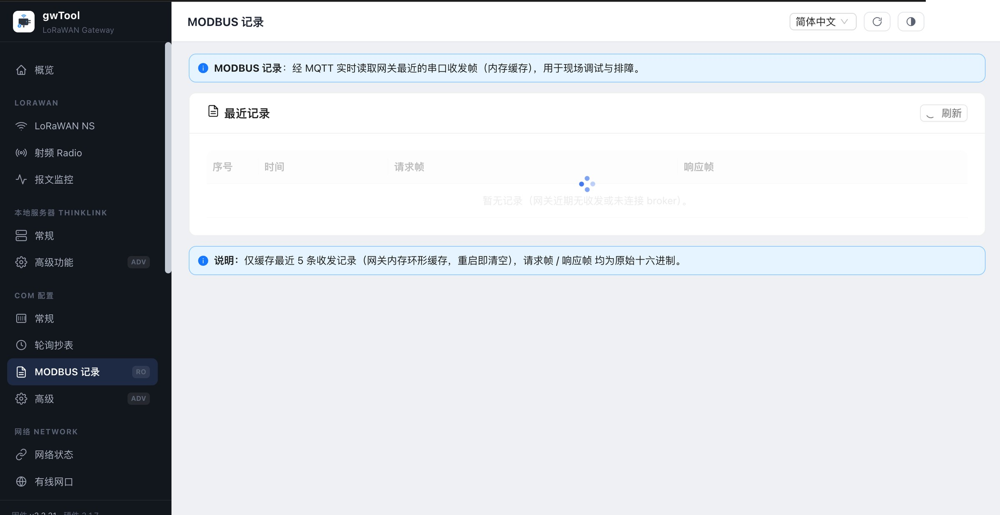 gwTool
LoRaWAN Gateway
概览
LORAWAN
LoRaWAN NS
射频 Radio
报文监控
本地服务器 THINKLINK
常规
高级功能 ADV
COM 配置
常规
轮询抄表
MODBUS 记录 RO
高级 ADV
网络 NETWORK
网络状态
有线网口
MODBUS 记录
简体中文
MODBUS 记录：经 MQTT 实时读取网关最近的串口收发帧（内存缓存），用于现场调试与排障。
最近记录
刷新
序号 时间 请求帧 响应帧
暂无记录（网关近期无收发或未连接 broker）。
说明：仅缓存最近 5 条收发记录（网关内存环形缓存，重启即清空），请求帧 / 响应帧 均为原始十六进制。